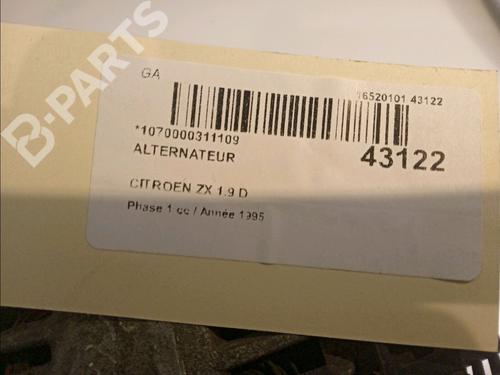 B-PARTS
GA
16520101 43122
*1070000311109
ALTERNATEUR
43122
CITROEN ZX 1.9 D
Phase 1 cc / Année 1995